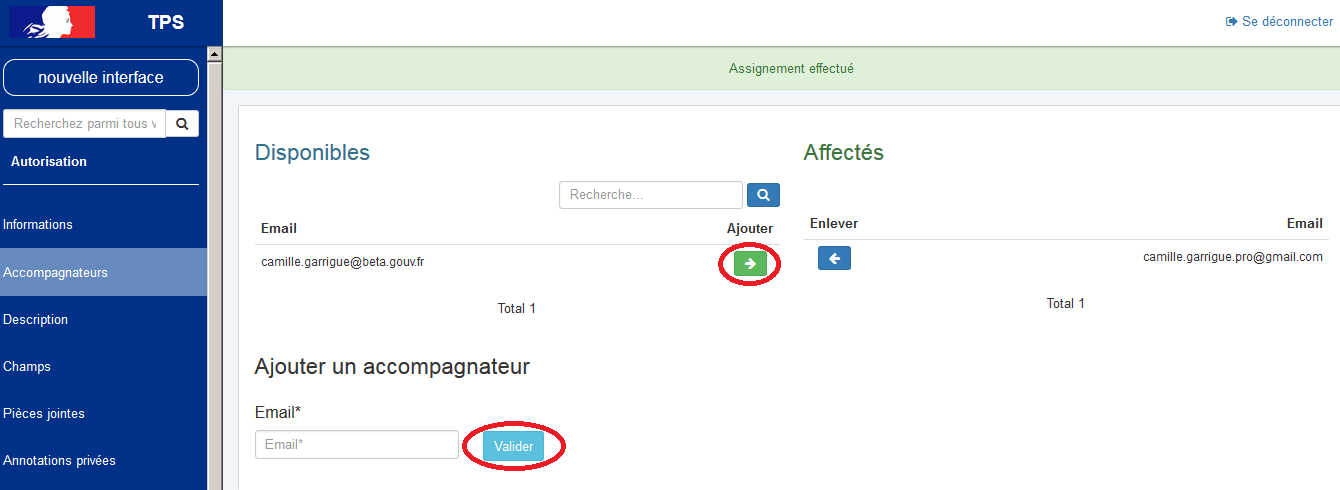 TPS
Se déconnecter
nouvelle interface
Recherchez parmi tous v
Autorisation
Informations
Accompagnateurs
Description
Champs
Pièces jointes
Annotations privées
Assignement effectué
Disponibles
Recherche...
Email Ajouter
camille.garrigue@beta.gouv.fr
Total 1
Affectés
Enlever Email
camille.garrigue.pro@gmail.com
Total 1
Ajouter un accompagnateur
Email*
Email* Valider